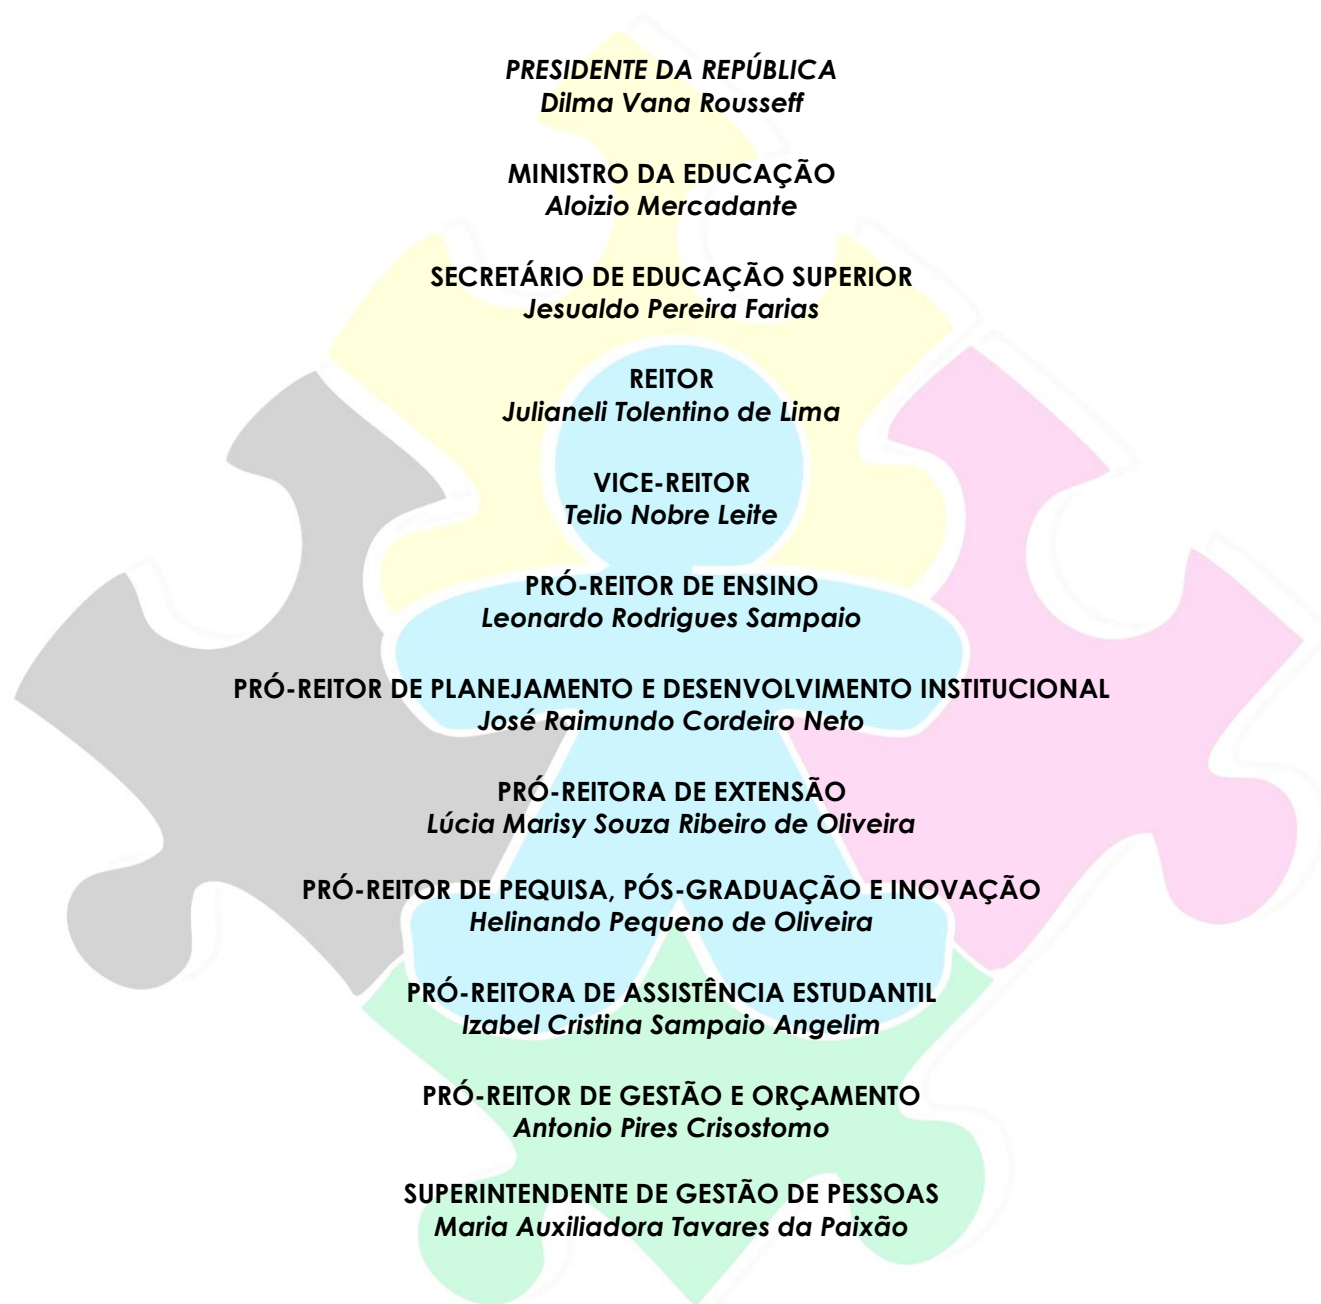 PRESIDENTE DA REPÚBLICA
Dilma Vana Rousseff
MINISTRO DA EDUCAÇÃO
Aloizio Mercadante
SECRETÁRIO DE EDUCAÇÃO SUPERIOR
Jesualdo Pereira Farias
REITOR
Julianeli Tolentino de Lima
VICE-REITOR
Telio Nobre Leite
PRÓ-REITOR DE ENSINO
Leonardo Rodrigues Sampaio
PRÓ-REITOR DE PLANEJAMENTO E DESENVOLVIMENTO INSTITUCIONAL
José Raimundo Cordeiro Neto
PRÓ-REITORA DE EXTENSÃO
Lúcia Marisy Souza Ribeiro de Oliveira
PRÓ-REITOR DE PEQUISA, PÓS-GRADUAÇÃO E INOVAÇÃO
Helinando Pequeno de Oliveira
PRÓ-REITORA DE ASSISTÊNCIA ESTUDANTIL
Izabel Cristina Sampaio Angelim
PRÓ-REITOR DE GESTÃO E ORÇAMENTO
Antonio Pires Crisostomo
SUPERINTENDENTE DE GESTÃO DE PESSOAS
Maria Auxiliadora Tavares da Paixão